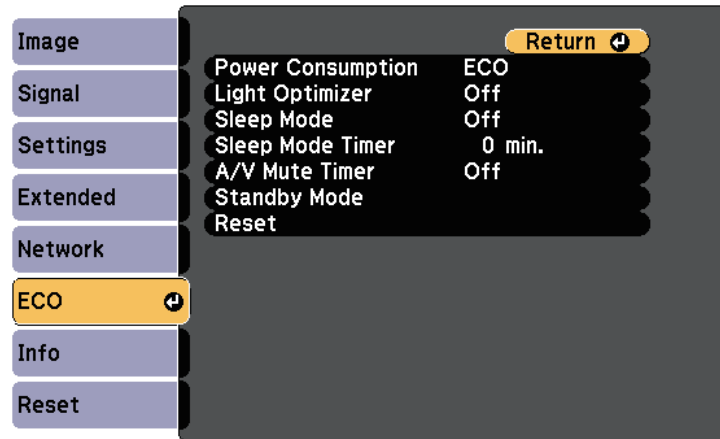 Image
Signal
Settings
Extended
Network
ECO
Info
Reset
Return
Power Consumption ECO
Light Optimizer Off
Sleep Mode Off
Sleep Mode Timer 0 min.
A/V Mute Timer Off
Standby Mode
Reset